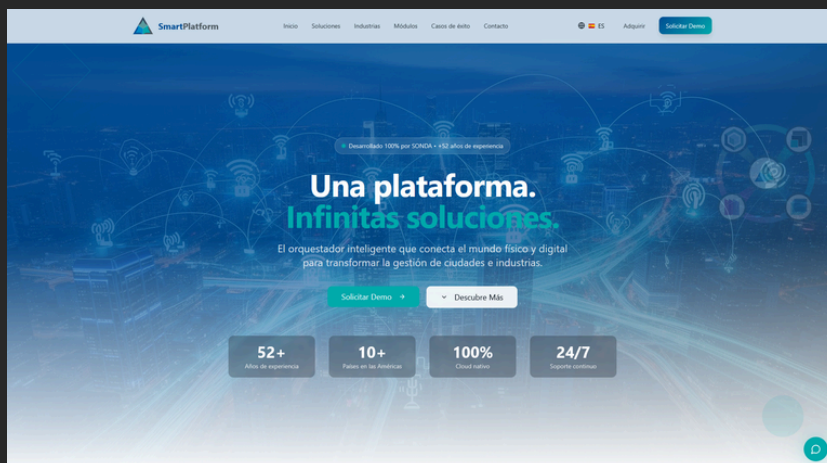 SmartPlatform
Inicio Soluciones Industrias Módulos Casos de éxito Contacto
ES Adquirir Solicitar Demo
Desarrollado 100% por SONDA • +52 años de experiencia
Una plataforma.
Infinitas soluciones.
El orquestador inteligente que conecta el mundo físico y digital
para transformar la gestión de ciudades e industrias.
Solicitar Demo → Descubre Más
52+
Años de experiencia
10+
Países en las Américas
100%
Cloud nativo
24/7
Soporte continuo